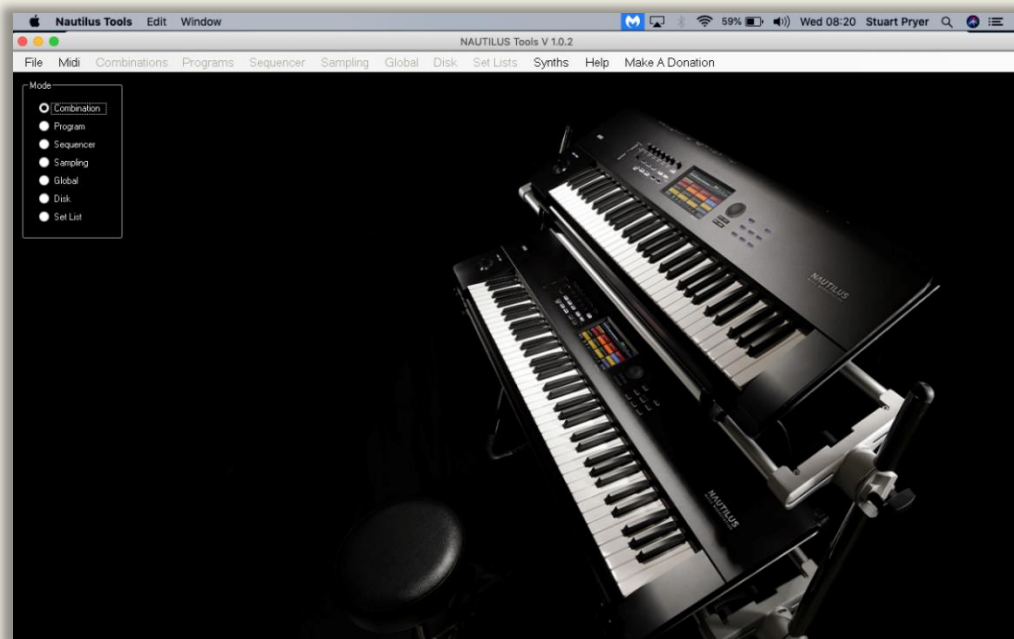 Nautilus Tools Edit Window 59% Wed 08:20 Stuart Pryer
NAUTILUS Tools V 1.0.2
File Midi Combinations Programs Sequencer Sampling Global Disk Set Lists Synths Help Make A Donation
Mode
Combination
Program
Sequencer
Sampling
Global
Disk
Set List
NAUTILUS
NAUTILUS